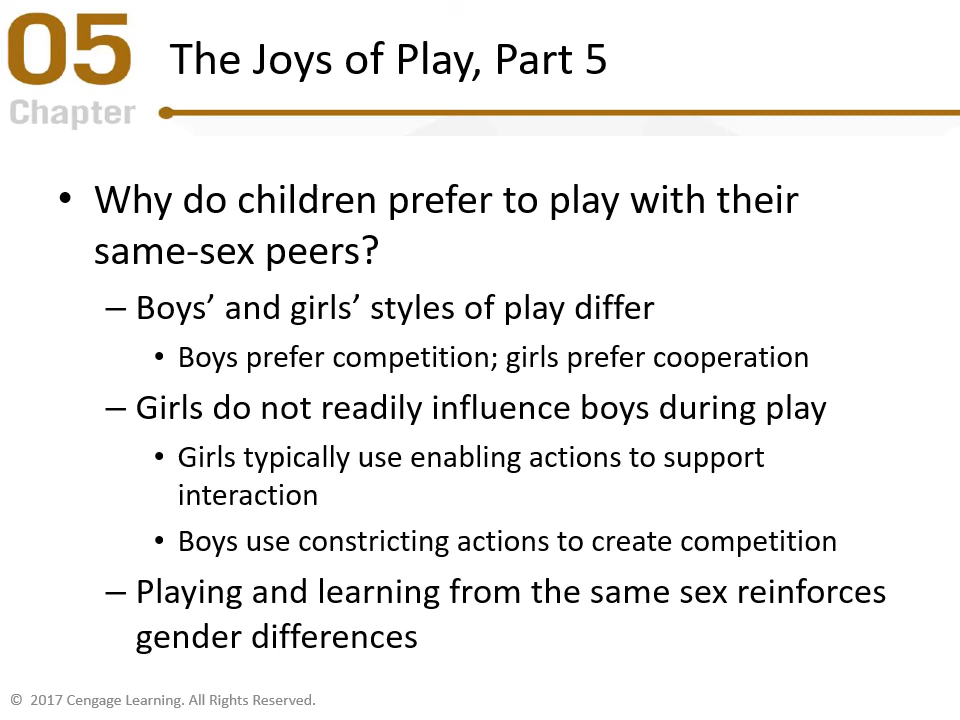 05
Chapter
The Joys of Play, Part 5
• Why do children prefer to play with their
same-sex peers?
– Boys’ and girls’ styles of play differ
• Boys prefer competition; girls prefer cooperation
– Girls do not readily influence boys during play
• Girls typically use enabling actions to support
interaction
• Boys use constricting actions to create competition
– Playing and learning from the same sex reinforces
gender differences
© 2017 Cengage Learning. All Rights Reserved.